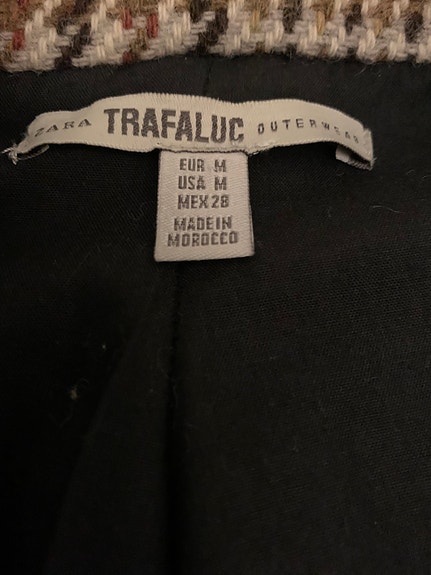 ZARA TRAFALUC OUTERWEAR
EUR M
USA M
MEX 28
MADE IN
MOROCCO